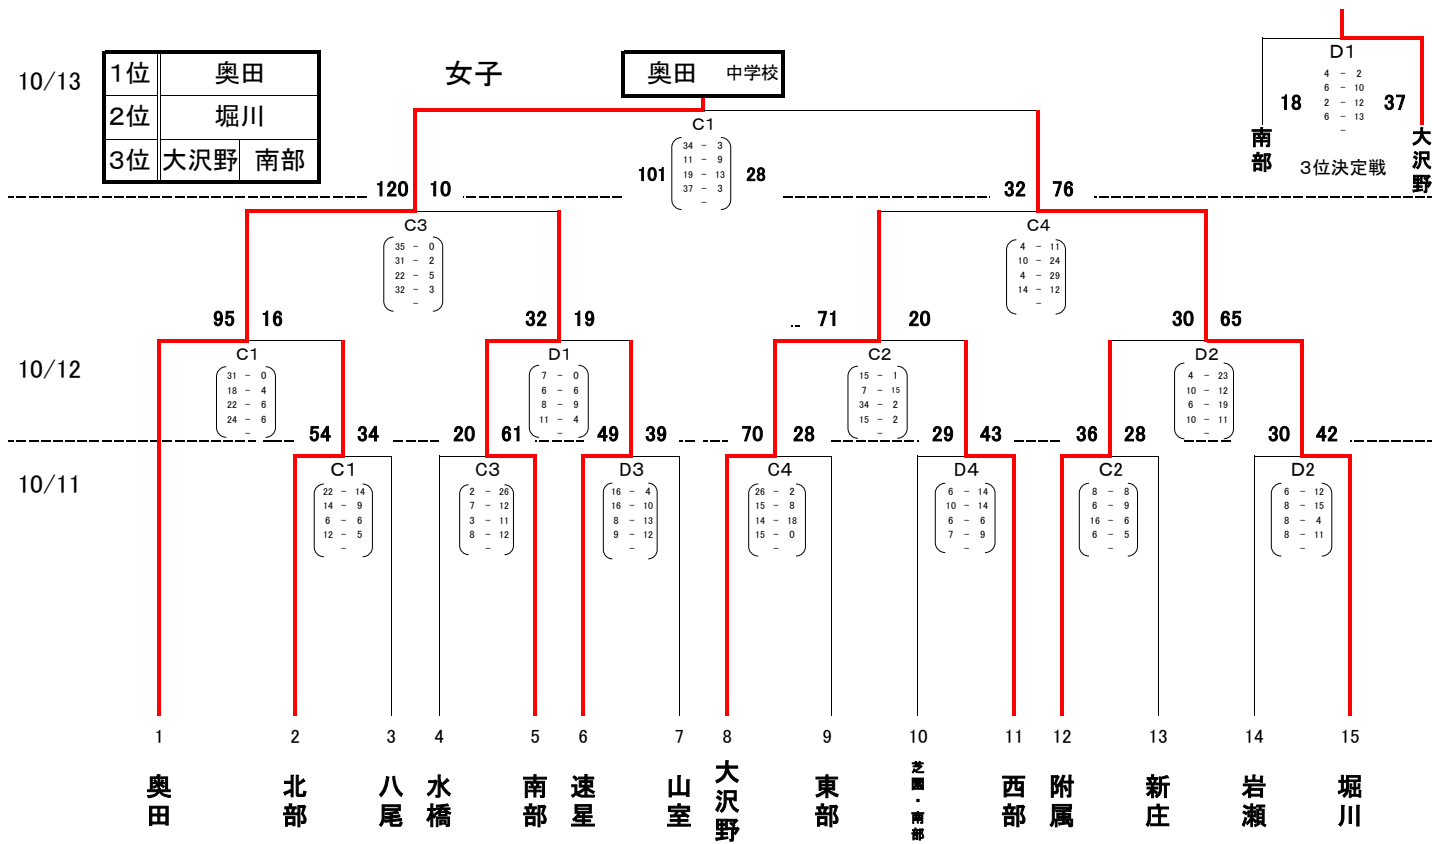 10/13
1位 奥田
2位 堀川
3位 大沢野 南部
女子
奥田 中学校
D1
4 - 2
6 - 10
2 - 12
6 - 13
-
18 37
南部
大沢野
3位決定戦
C1
34 - 3
11 - 9
19 - 13
37 - 3
-
101 28
120 10
32 76
C3
35 - 0
31 - 2
22 - 5
32 - 3
-
C4
4 - 11
10 - 24
4 - 29
14 - 12
-
95 16
32 19
71 20
30 65
10/12
C1
31 - 0
18 - 4
22 - 6
24 - 6
-
D1
7 - 0
6 - 6
8 - 9
11 - 4
-
C2
15 - 1
7 - 15
34 - 2
15 - 2
-
D2
4 - 23
10 - 12
6 - 19
10 - 11
-
54 34
20 61
49 39
70 28
29 43
36 28
30 42
10/11
C1
22 - 14
14 - 9
6 - 6
12 - 5
-
C3
2 - 26
7 - 12
3 - 11
8 - 12
-
D3
16 - 4
16 - 10
8 - 13
9 - 12
-
C4
26 - 2
15 - 8
14 - 18
15 - 0
-
D4
6 - 14
10 - 14
6 - 6
7 - 9
-
C2
8 - 8
6 - 9
16 - 6
6 - 5
-
D2
6 - 12
8 - 15
8 - 4
8 - 11
-
1 2 3 4 5 6 7 8 9 10 11 12 13 14 15
奥田
北部
八尾
水橋
南部
速星
山室
大沢野
東部
芝園・南部
西部
附属
新庄
岩瀬
堀川